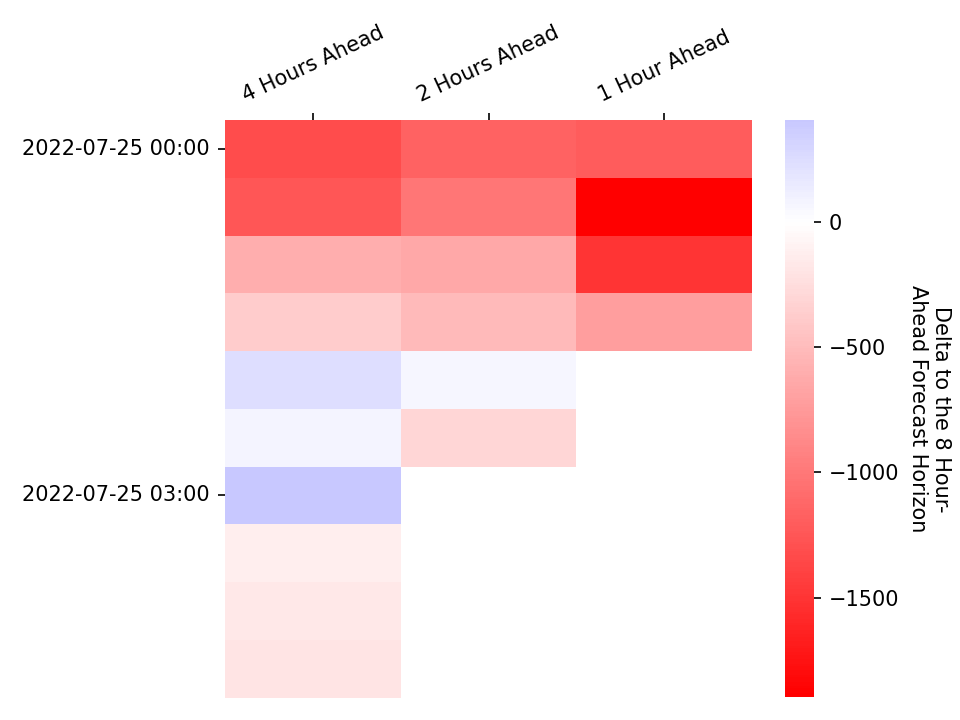 4 Hours Ahead
2 Hours Ahead
1 Hour Ahead
2022-07-25 00:00
2022-07-25 03:00
0
−500
−1000
−1500
Delta to the 8 Hour-
Ahead Forecast Horizon